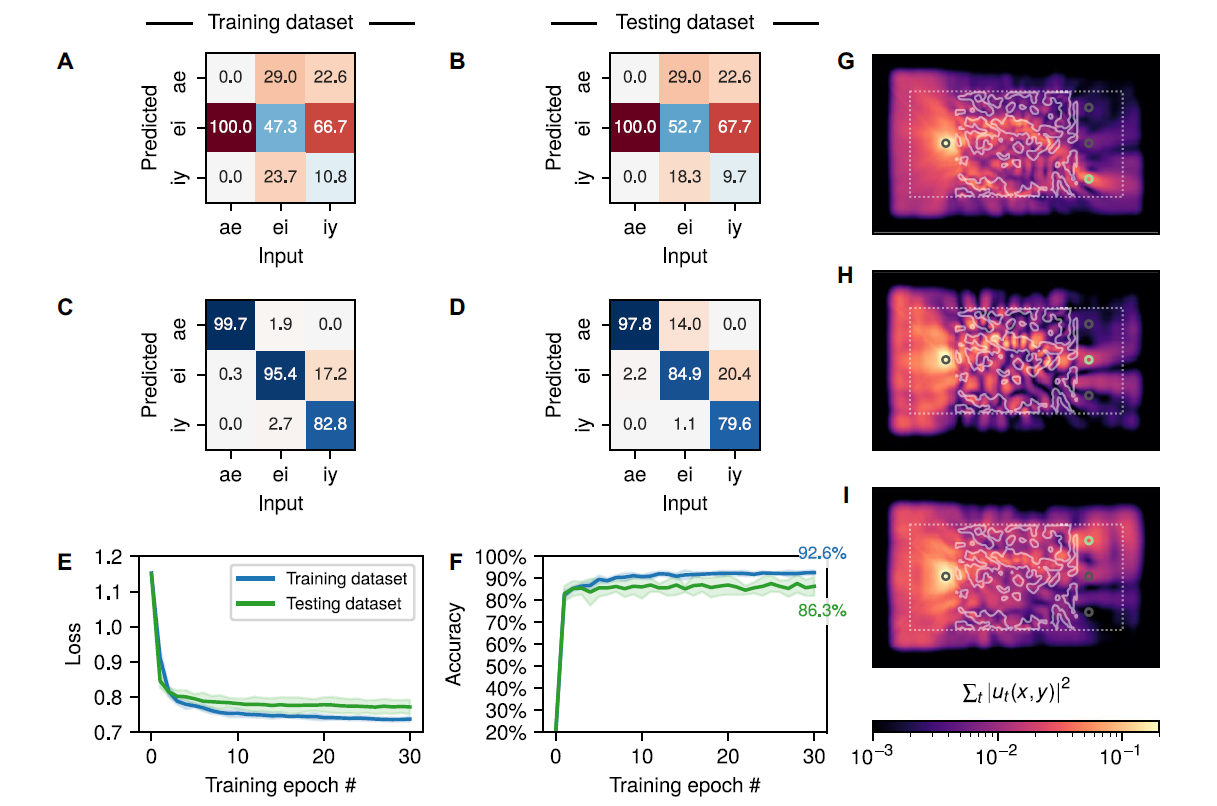 Training dataset
Testing dataset
A
Predicted
ae
ei
iy
0.0 29.0 22.6
100.0 47.3 66.7
0.0 23.7 10.8
ae ei iy
Input
B
Predicted
ae
ei
iy
0.0 29.0 22.6
100.0 52.7 67.7
0.0 18.3 9.7
ae ei iy
Input
C
Predicted
ae
ei
iy
99.7 1.9 0.0
0.3 95.4 17.2
0.0 2.7 82.8
ae ei iy
Input
D
Predicted
ae
ei
iy
97.8 14.0 0.0
2.2 84.9 20.4
0.0 1.1 79.6
ae ei iy
Input
E
Loss
1.2
1.1
1.0
0.9
0.8
0.7
Training dataset
Testing dataset
0 10 20 30
Training epoch #
F
Accuracy
100%
90%
80%
70%
60%
50%
40%
30%
20%
92.6%
86.3%
0 10 20 30
Training epoch #
G
H
I
∑ₜ |uₜ(x, y)|²
10⁻³ 10⁻² 10⁻¹